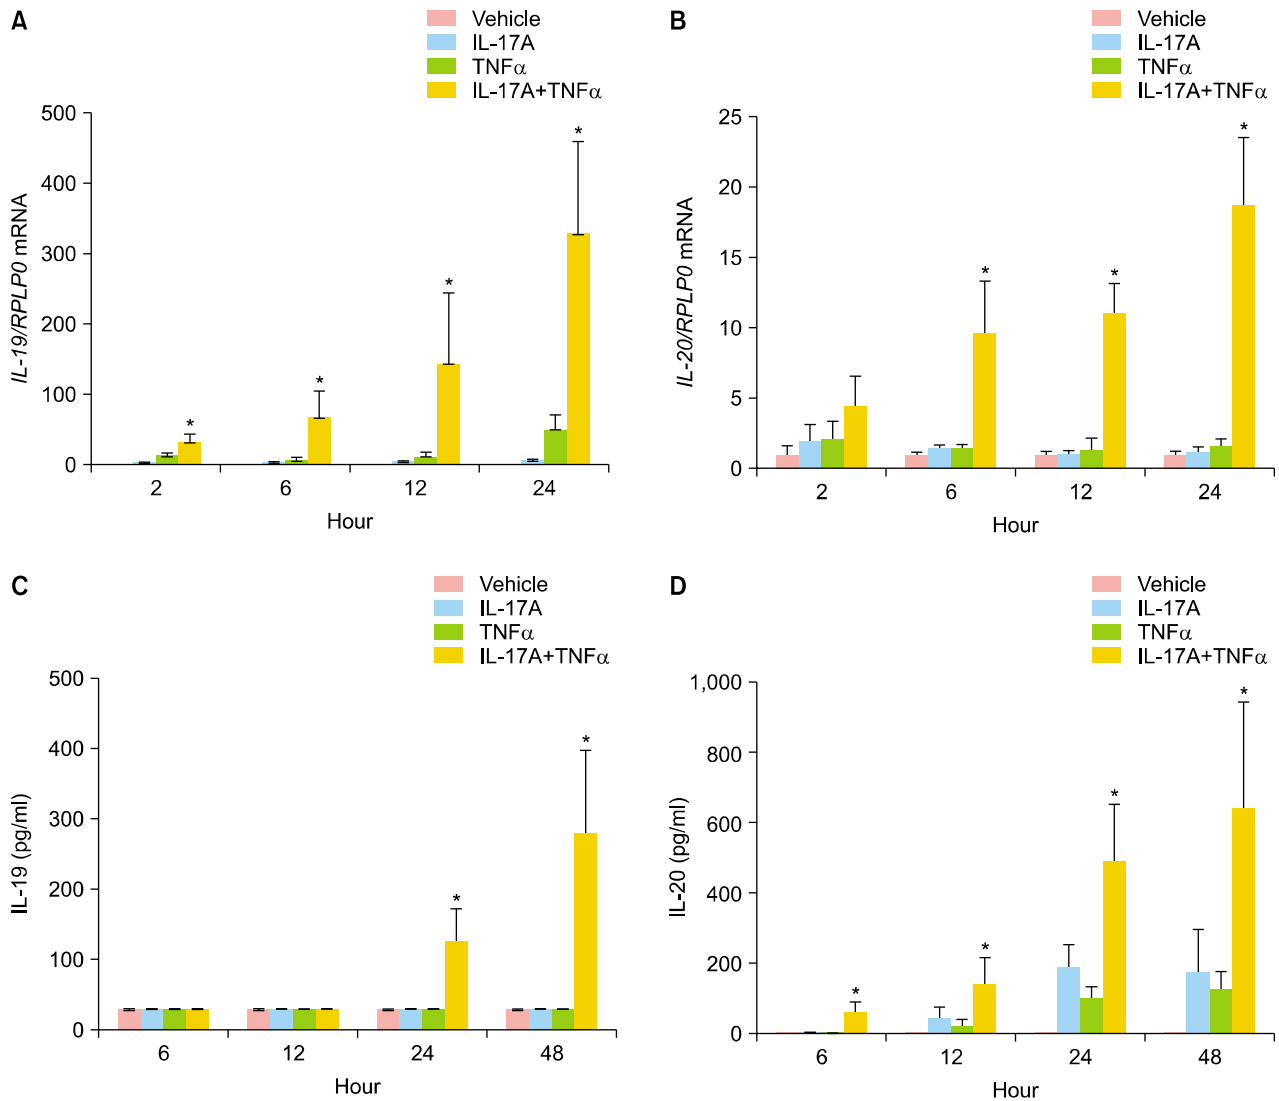 A
Vehicle
IL-17A
TNFα
IL-17A+TNFα
500
400
300
200
100
0
IL-19/RPLP0 mRNA
*
*
*
*
2 6 12 24
Hour
B
Vehicle
IL-17A
TNFα
IL-17A+TNFα
25
20
15
10
5
0
IL-20/RPLP0 mRNA
*
*
*
2 6 12 24
Hour
C
Vehicle
IL-17A
TNFα
IL-17A+TNFα
500
400
300
200
100
0
IL-19 (pg/ml)
*
*
6 12 24 48
Hour
D
Vehicle
IL-17A
TNFα
IL-17A+TNFα
1,000
800
600
400
200
0
IL-20 (pg/ml)
*
*
*
*
6 12 24 48
Hour